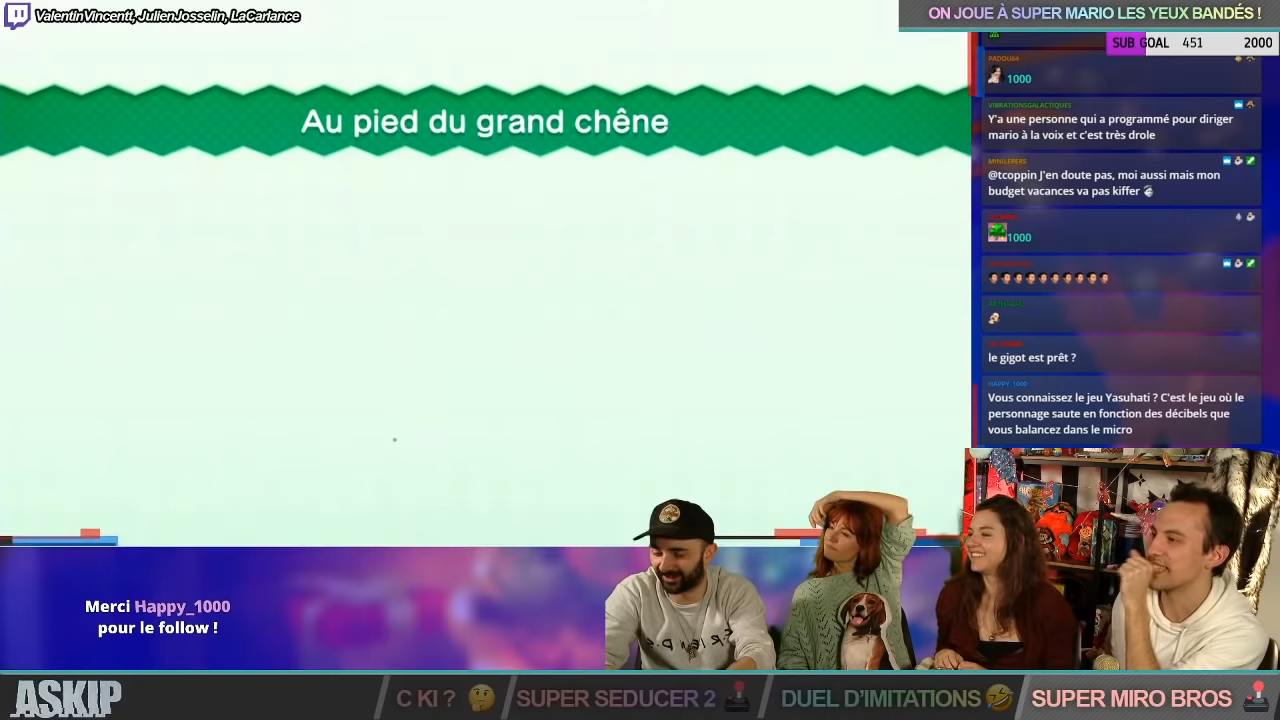 ValentinVincentt, JulienJosselin, LaCarlance
ON JOUE À SUPER MARIO LES YEUX BANDÉS !
SUB GOAL 451 2000
PADOU64
1000
VIBRATIONSGALACTIQUES
Y'a une personne qui a programmé pour diriger
mario à la voix et c'est très drole
MINILEPERS
@tcoppin J'en doute pas, moi aussi mais mon
budget vacances va pas kiffer
1000
le gigot est prêt ?
HAPPY_1000
Vous connaissez le jeu Yasuhati ? C'est le jeu où le
personnage saute en fonction des décibels que
vous balancez dans le micro
Au pied du grand chêne
Merci Happy_1000
pour le follow !
ASKIP
C KI ?
SUPER SEDUCER 2
DUEL D'IMITATIONS
SUPER MIRO BROS